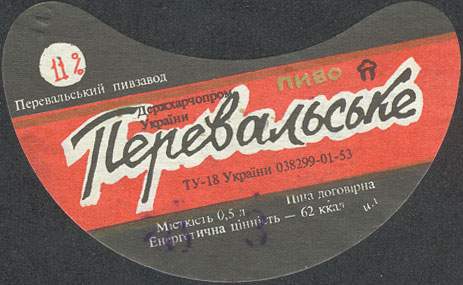 11%
Перевальський пивзавод
Держхарчопром
України
пиво
Перевальське
ТУ-18 України 038299-01-53
Місткість 0,5 л Ціна договірна
Енергетична цінність — 62 ккал